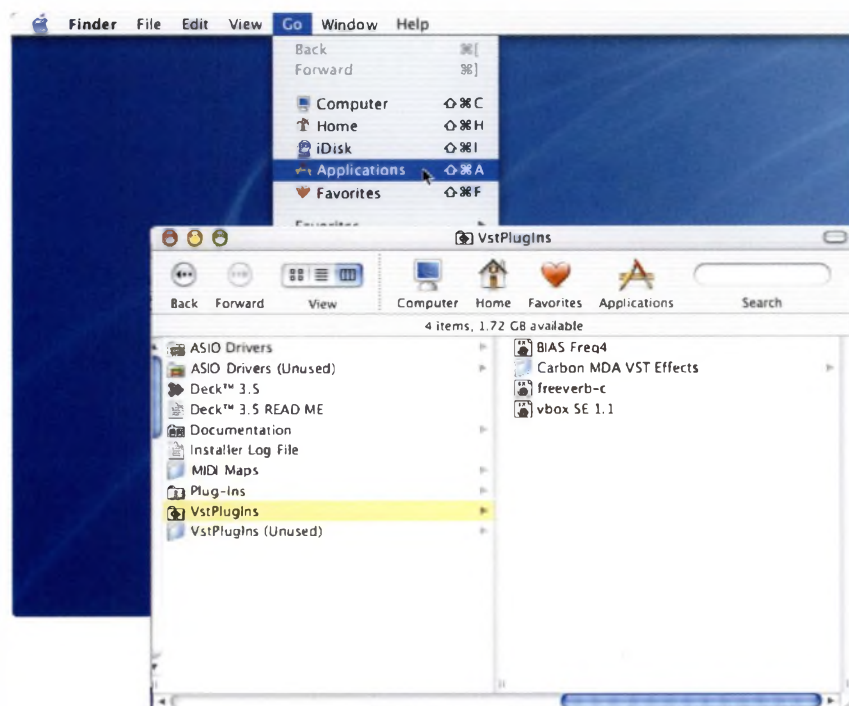 Finder File Edit View Go Window Help
Back ⌘[
Forward ⌘]
Computer ⇧⌘C
Home ⇧⌘H
iDisk ⇧⌘I
Applications ⇧⌘A
Favorites ⇧⌘F
VstPlugIns
Back Forward View Computer Home Favorites Applications Search
4 items, 1.72 GB available
ASIO Drivers
ASIO Drivers (Unused)
Deck™ 3.5
Deck™ 3.5 READ ME
Documentation
Installer Log File
MIDI Maps
Plug-Ins
VstPlugIns
VstPlugIns (Unused)
BIAS Freq4
Carbon MDA VST Effects
freeverb-c
vbox SE 1.1